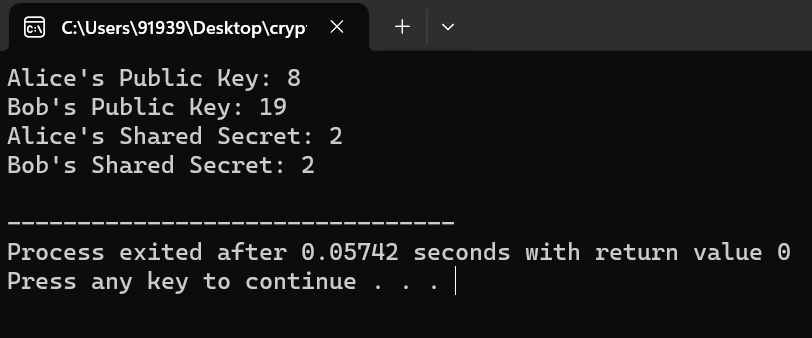 C:\Users\91939\Desktop\cryp
Alice's Public Key: 8
Bob's Public Key: 19
Alice's Shared Secret: 2
Bob's Shared Secret: 2
--------------------------------
Process exited after 0.05742 seconds with return value 0
Press any key to continue . . .